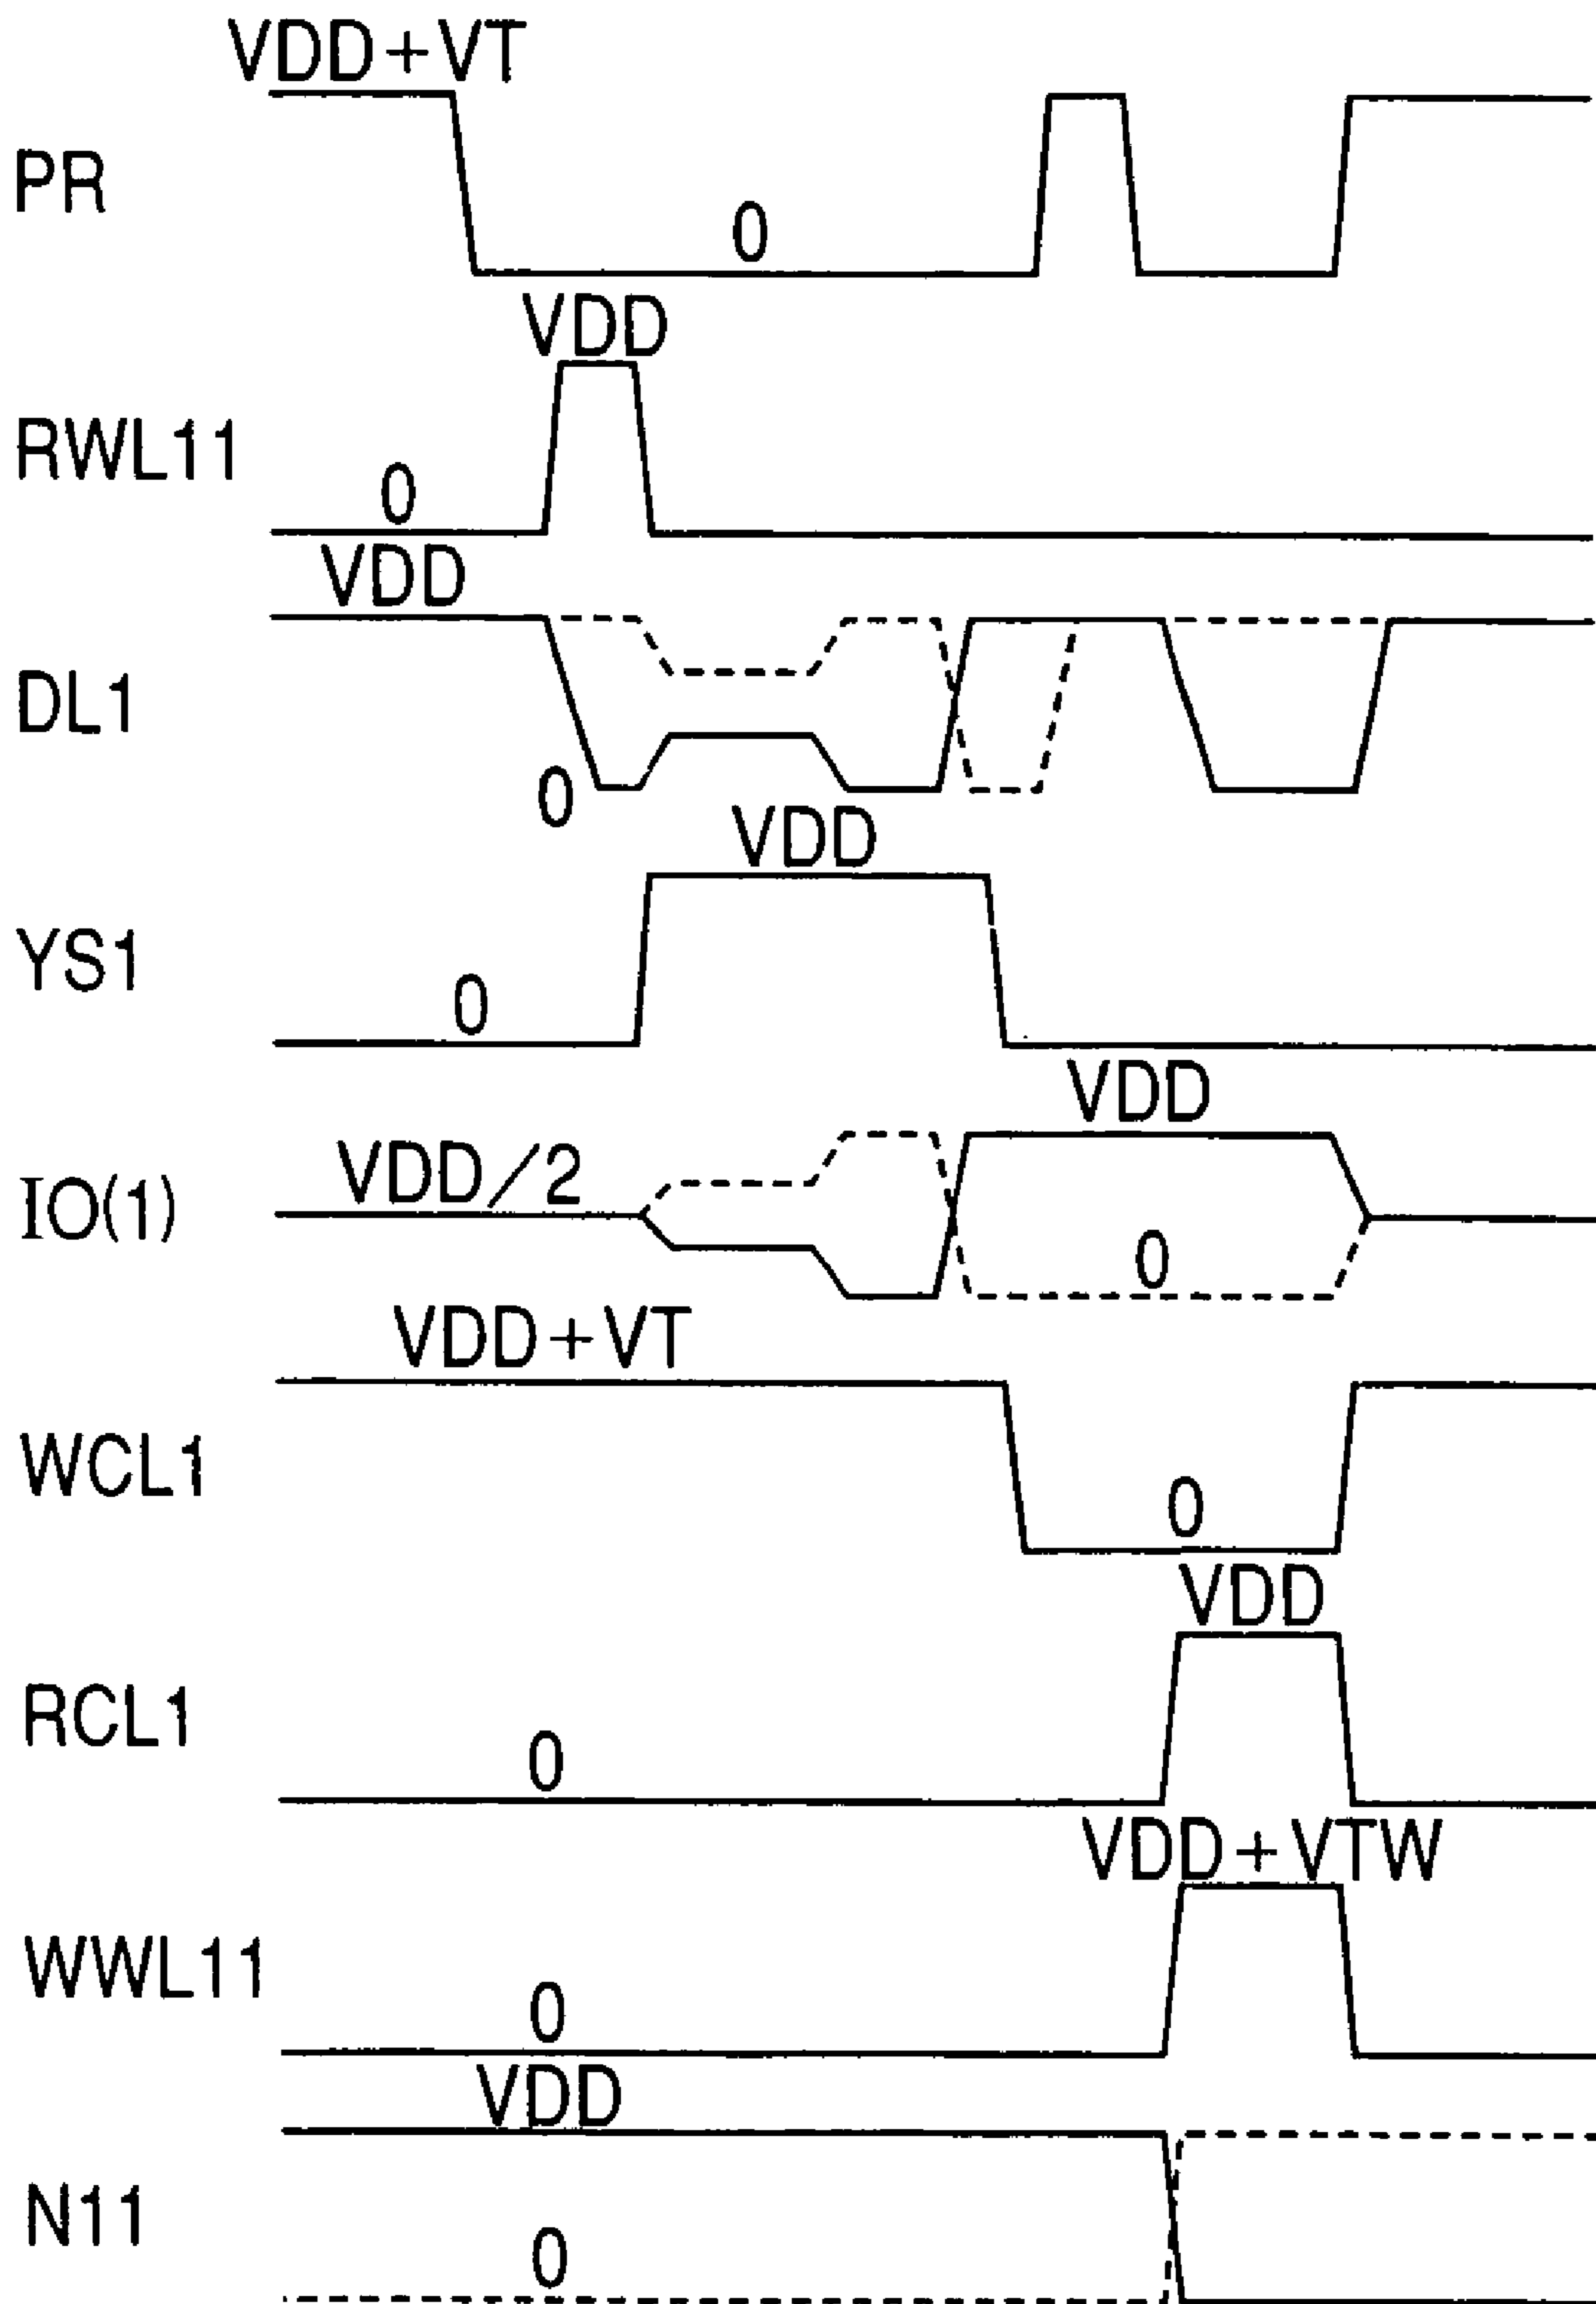 VDD+VT
PR
0
VDD
RWL11
0
VDD
DL1
0
VDD
YS1
0
VDD
VDD/2
IO(1)
0
VDD+VT
WCL1
0
VDD
RCL1
0
VDD+VTW
WWL11
0
VDD
N11
0